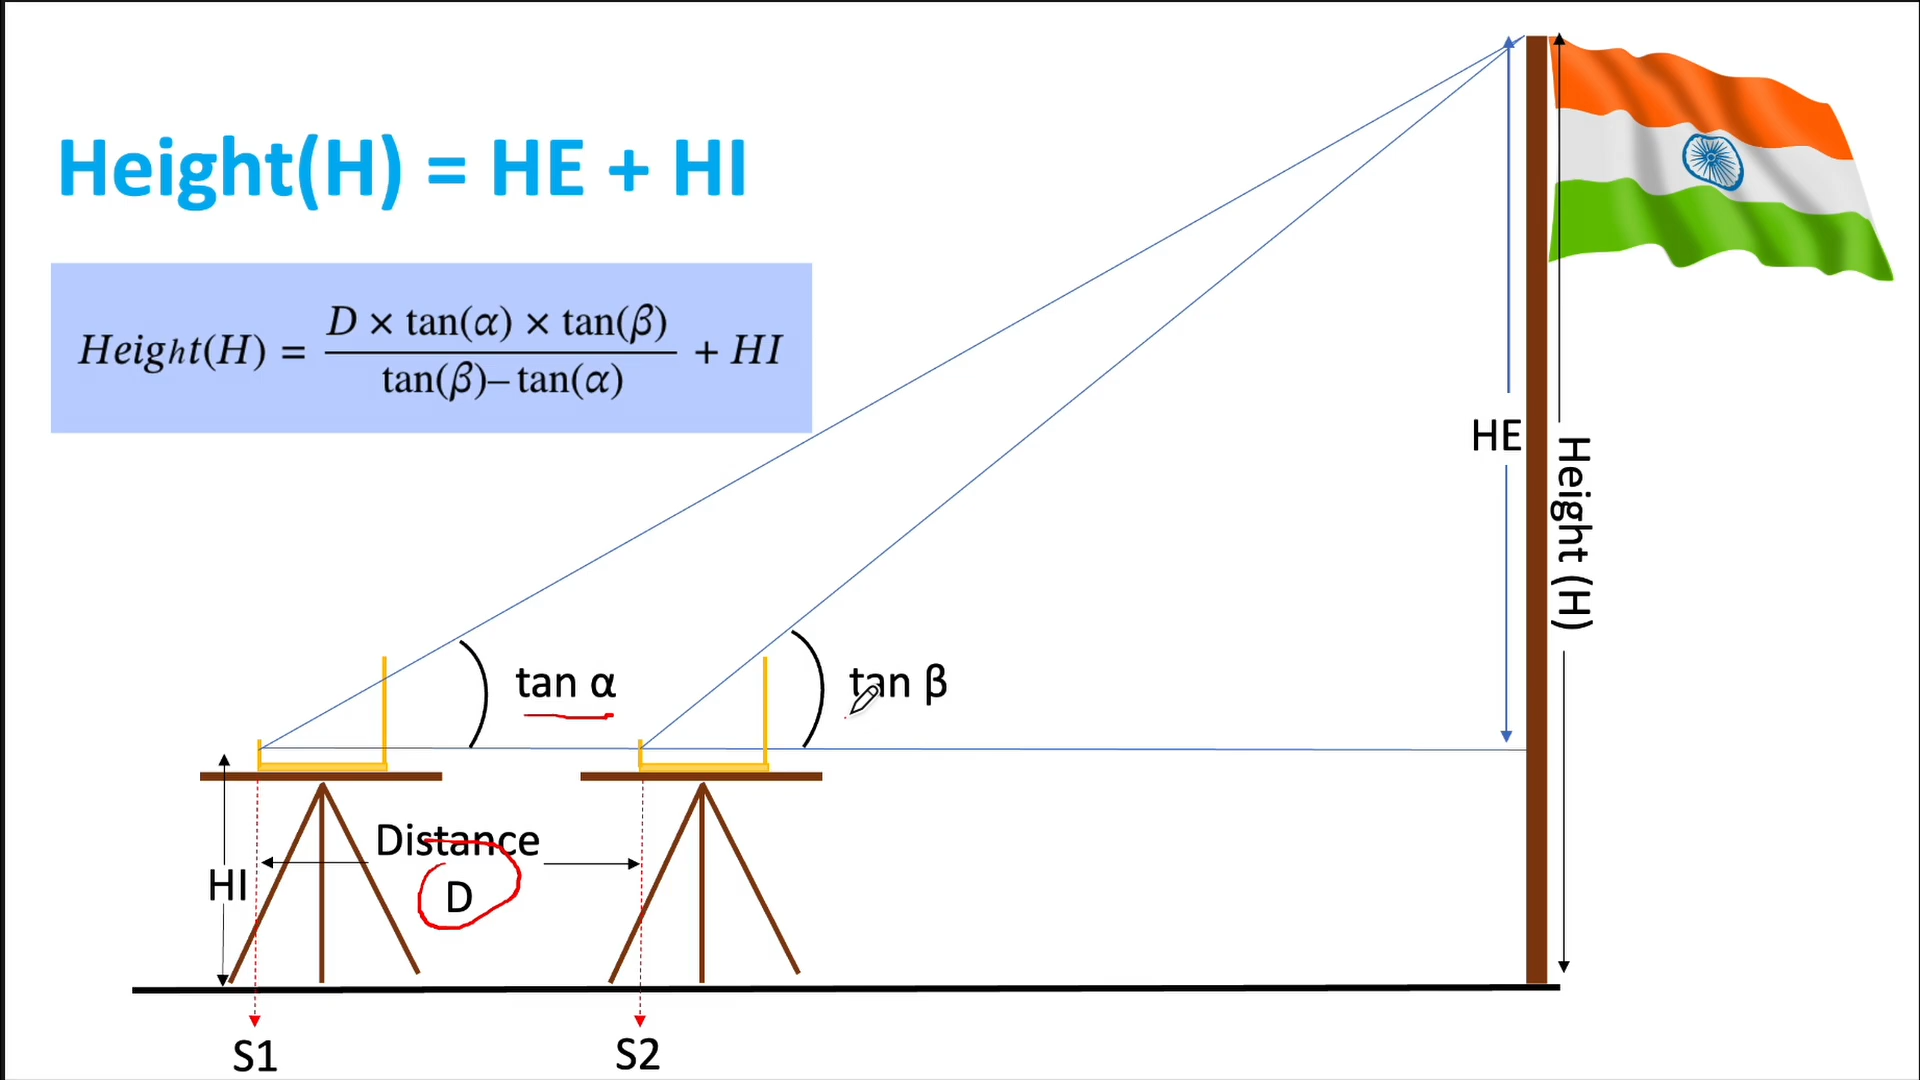 Height(H) = HE + HI
Height(H) = D × tan(α) × tan(β) / tan(β)– tan(α) + HI
HE
Height (H)
tan α
tan β
Distance
D
HI
S1
S2